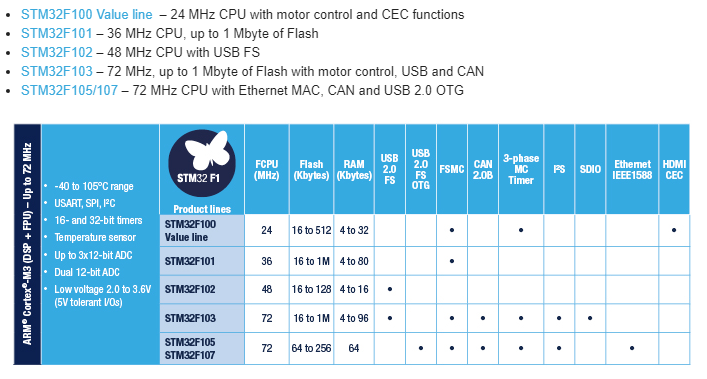 STM32F100 Value line – 24 MHz CPU with motor control and CEC functions
STM32F101 – 36 MHz CPU, up to 1 Mbyte of Flash
STM32F102 – 48 MHz CPU with USB FS
STM32F103 – 72 MHz, up to 1 Mbyte of Flash with motor control, USB and CAN
STM32F105/107 – 72 MHz CPU with Ethernet MAC, CAN and USB 2.0 OTG
ARM® Cortex®-M3 (DSP + FPU) – Up to 72 MHz
• -40 to 105°C range
• USART, SPI, I²C
• 16- and 32-bit timers
• Temperature sensor
• Up to 3x12-bit ADC
• Dual 12-bit ADC
• Low voltage 2.0 to 3.6V
(5V tolerant I/Os)
STM32 F1
Product lines
FCPU
(MHz)
Flash
(Kbytes)
RAM
(Kbytes)
USB
2.0
FS
USB
2.0
FS
OTG
FSMC
CAN
2.0B
3-phase
MC
Timer
I²S
SDIO
Ethernet
IEEE1588
HDMI
CEC
STM32F100
Value line
24 16 to 512 4 to 32 • • •
STM32F101 36 16 to 1M 4 to 80 •
STM32F102 48 16 to 128 4 to 16 •
STM32F103 72 16 to 1M 4 to 96 • • • • • •
STM32F105
STM32F107
72 64 to 256 64 • • • • • •